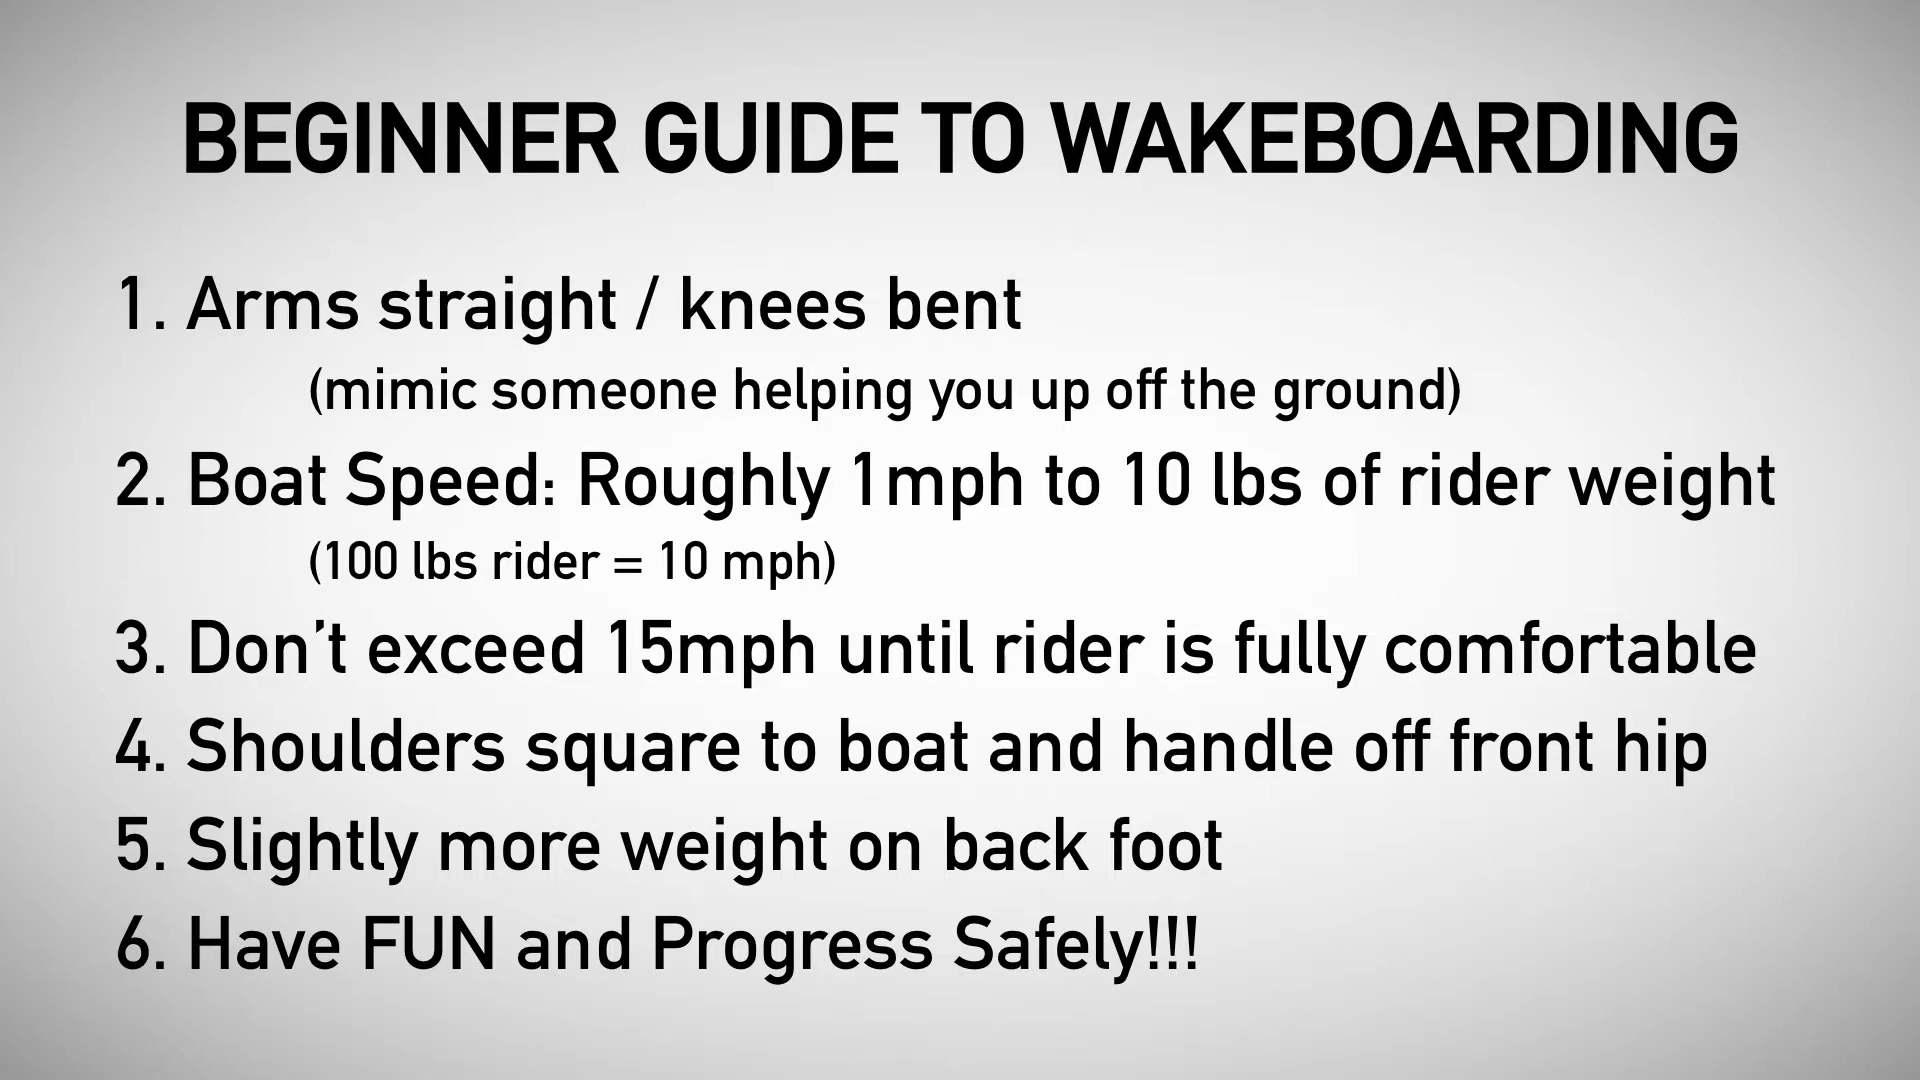 BEGINNER GUIDE TO WAKEBOARDING
1. Arms straight / knees bent
(mimic someone helping you up off the ground)
2. Boat Speed: Roughly 1mph to 10 lbs of rider weight
(100 lbs rider = 10 mph)
3. Don’t exceed 15mph until rider is fully comfortable
4. Shoulders square to boat and handle off front hip
5. Slightly more weight on back foot
6. Have FUN and Progress Safely!!!